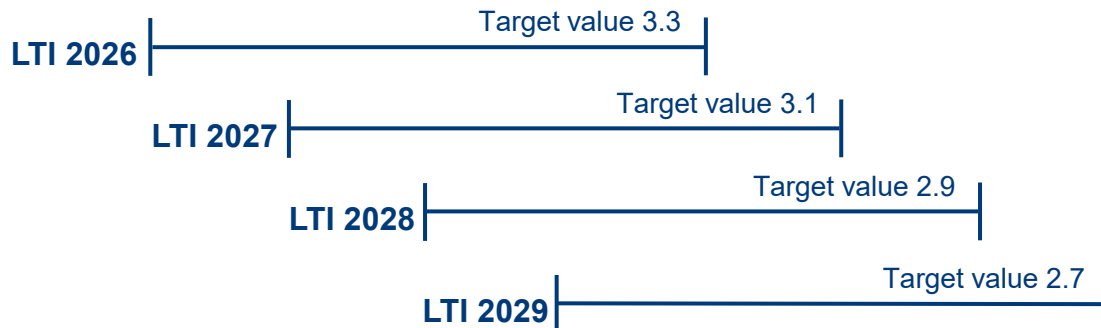 Target value 3.3
LTI 2026
Target value 3.1
LTI 2027
Target value 2.9
LTI 2028
Target value 2.7
LTI 2029